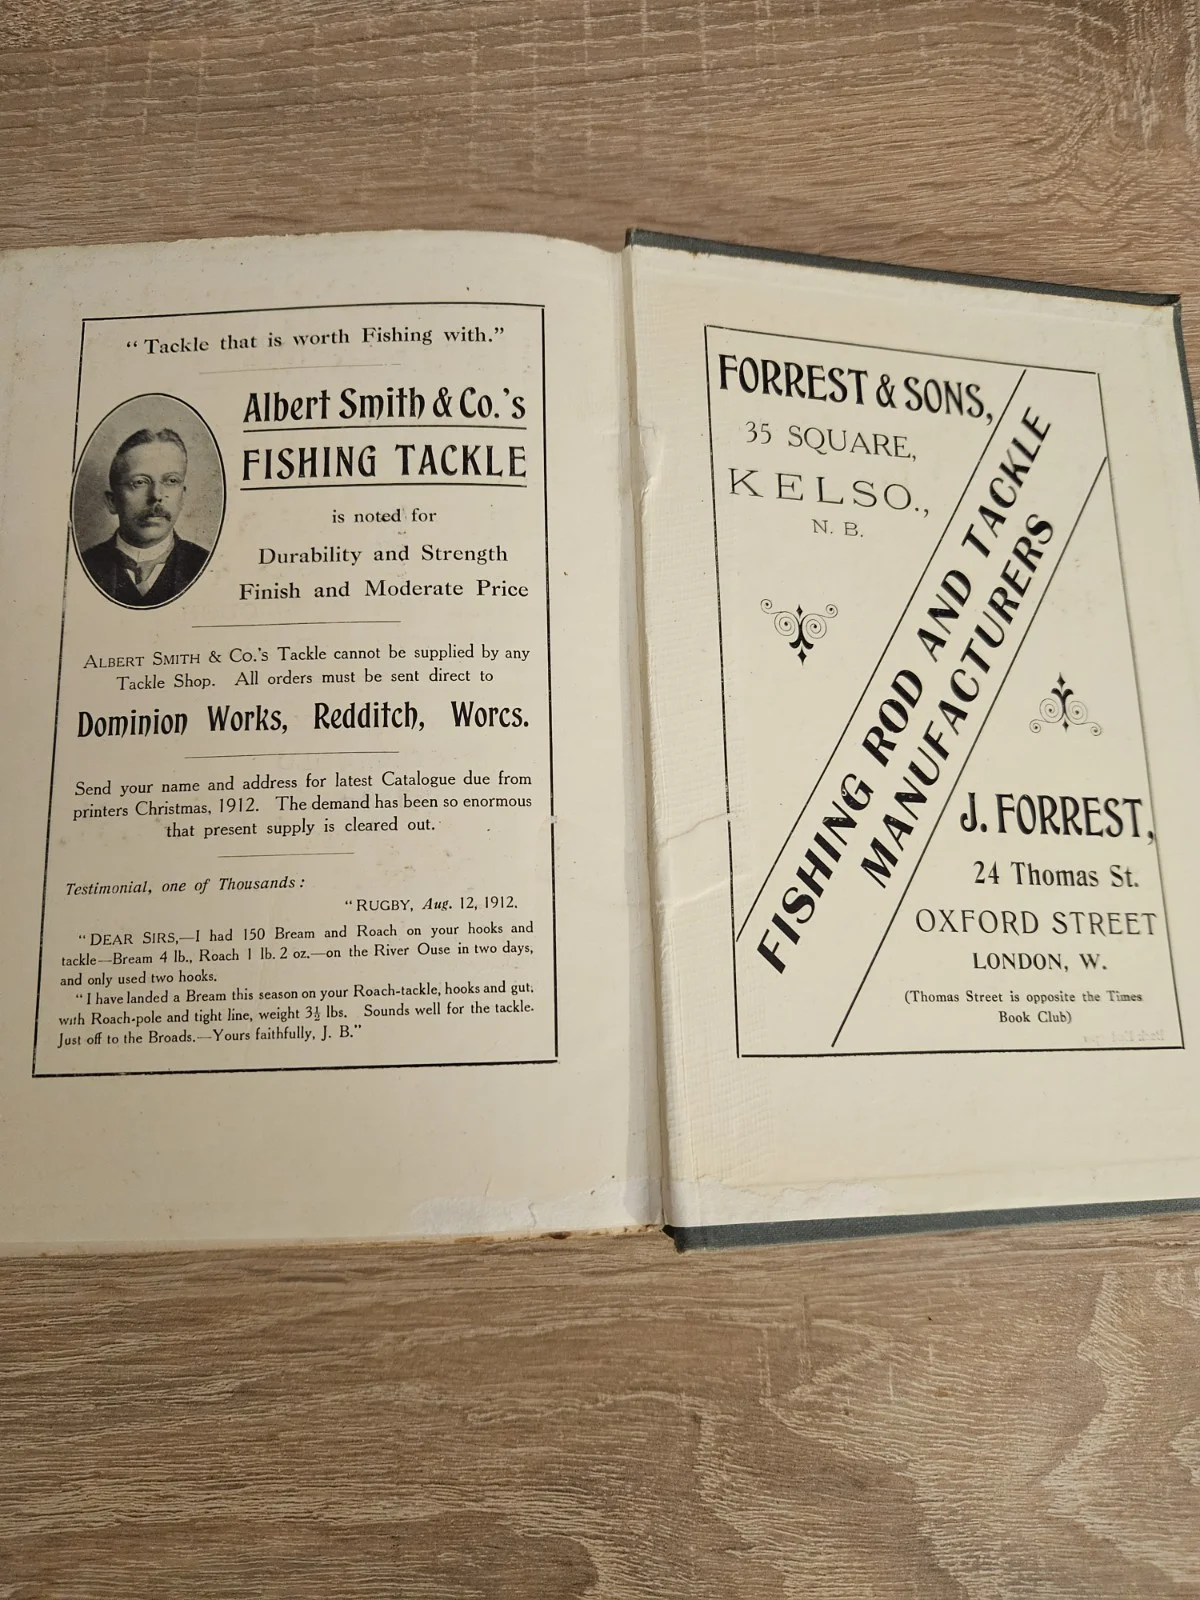 “Tackle that is worth Fishing with.”
Albert Smith & Co.'s
FISHING TACKLE
is noted for
Durability and Strength
Finish and Moderate Price
ALBERT SMITH & Co.'s Tackle cannot be supplied by any
Tackle Shop. All orders must be sent direct to
Dominion Works, Redditch, Worcs.
Send your name and address for latest Catalogue due from
printers Christmas, 1912. The demand has been so enormous
that present supply is cleared out.
Testimonial, one of Thousands:
“RUGBY, Aug. 12, 1912.
“DEAR SIRS,—I had 150 Bream and Roach on your hooks and
tackle—Bream 4 lb., Roach 1 lb. 2 oz.—on the River Ouse in two days,
and only used two hooks.
“I have landed a Bream this season on your Roach-tackle, hooks and gut,
with Roach-pole and tight line, weight 3½ lbs. Sounds well for the tackle.
Just off to the Broads.—Yours faithfully, J. B.”
FORREST & SONS,
35 SQUARE,
KELSO.,
N. B.
FISHING ROD AND TACKLE
MANUFACTURERS
J. FORREST,
24 Thomas St.
OXFORD STREET
LONDON, W.
(Thomas Street is opposite the Times
Book Club)